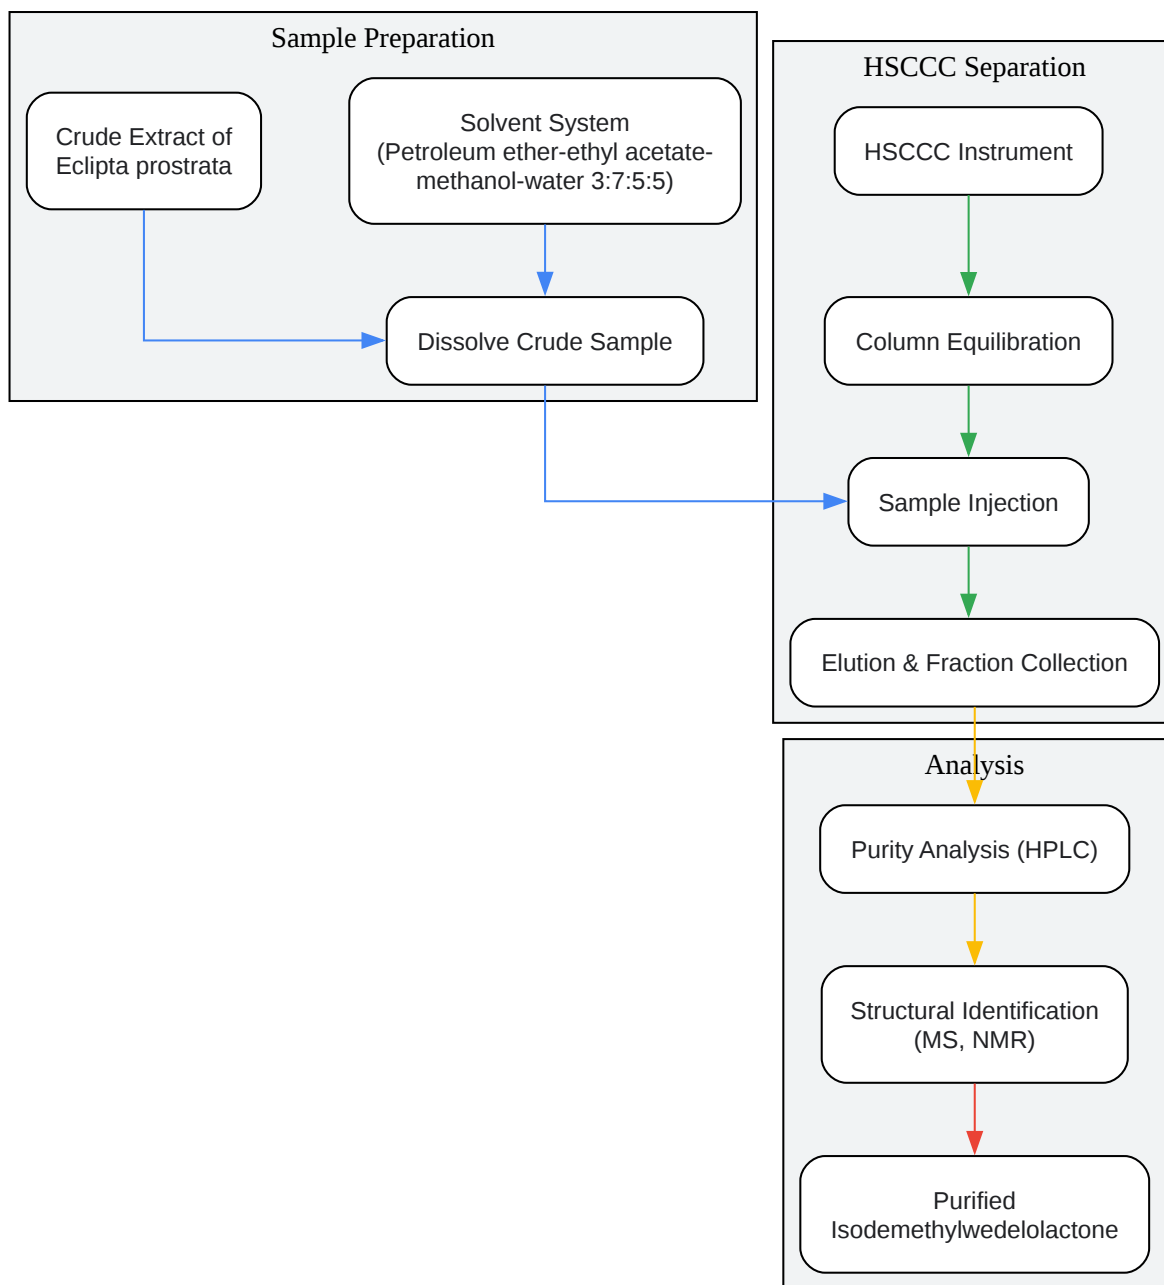 Sample Preparation
Crude Extract of
Eclipta prostrata
Solvent System
(Petroleum ether-ethyl acetate-
methanol-water 3:7:5:5)
Dissolve Crude Sample
HSCCC Separation
HSCCC Instrument
Column Equilibration
Sample Injection
Elution & Fraction Collection
Analysis
Purity Analysis (HPLC)
Structural Identification
(MS, NMR)
Purified
Isodemethylwedelolactone